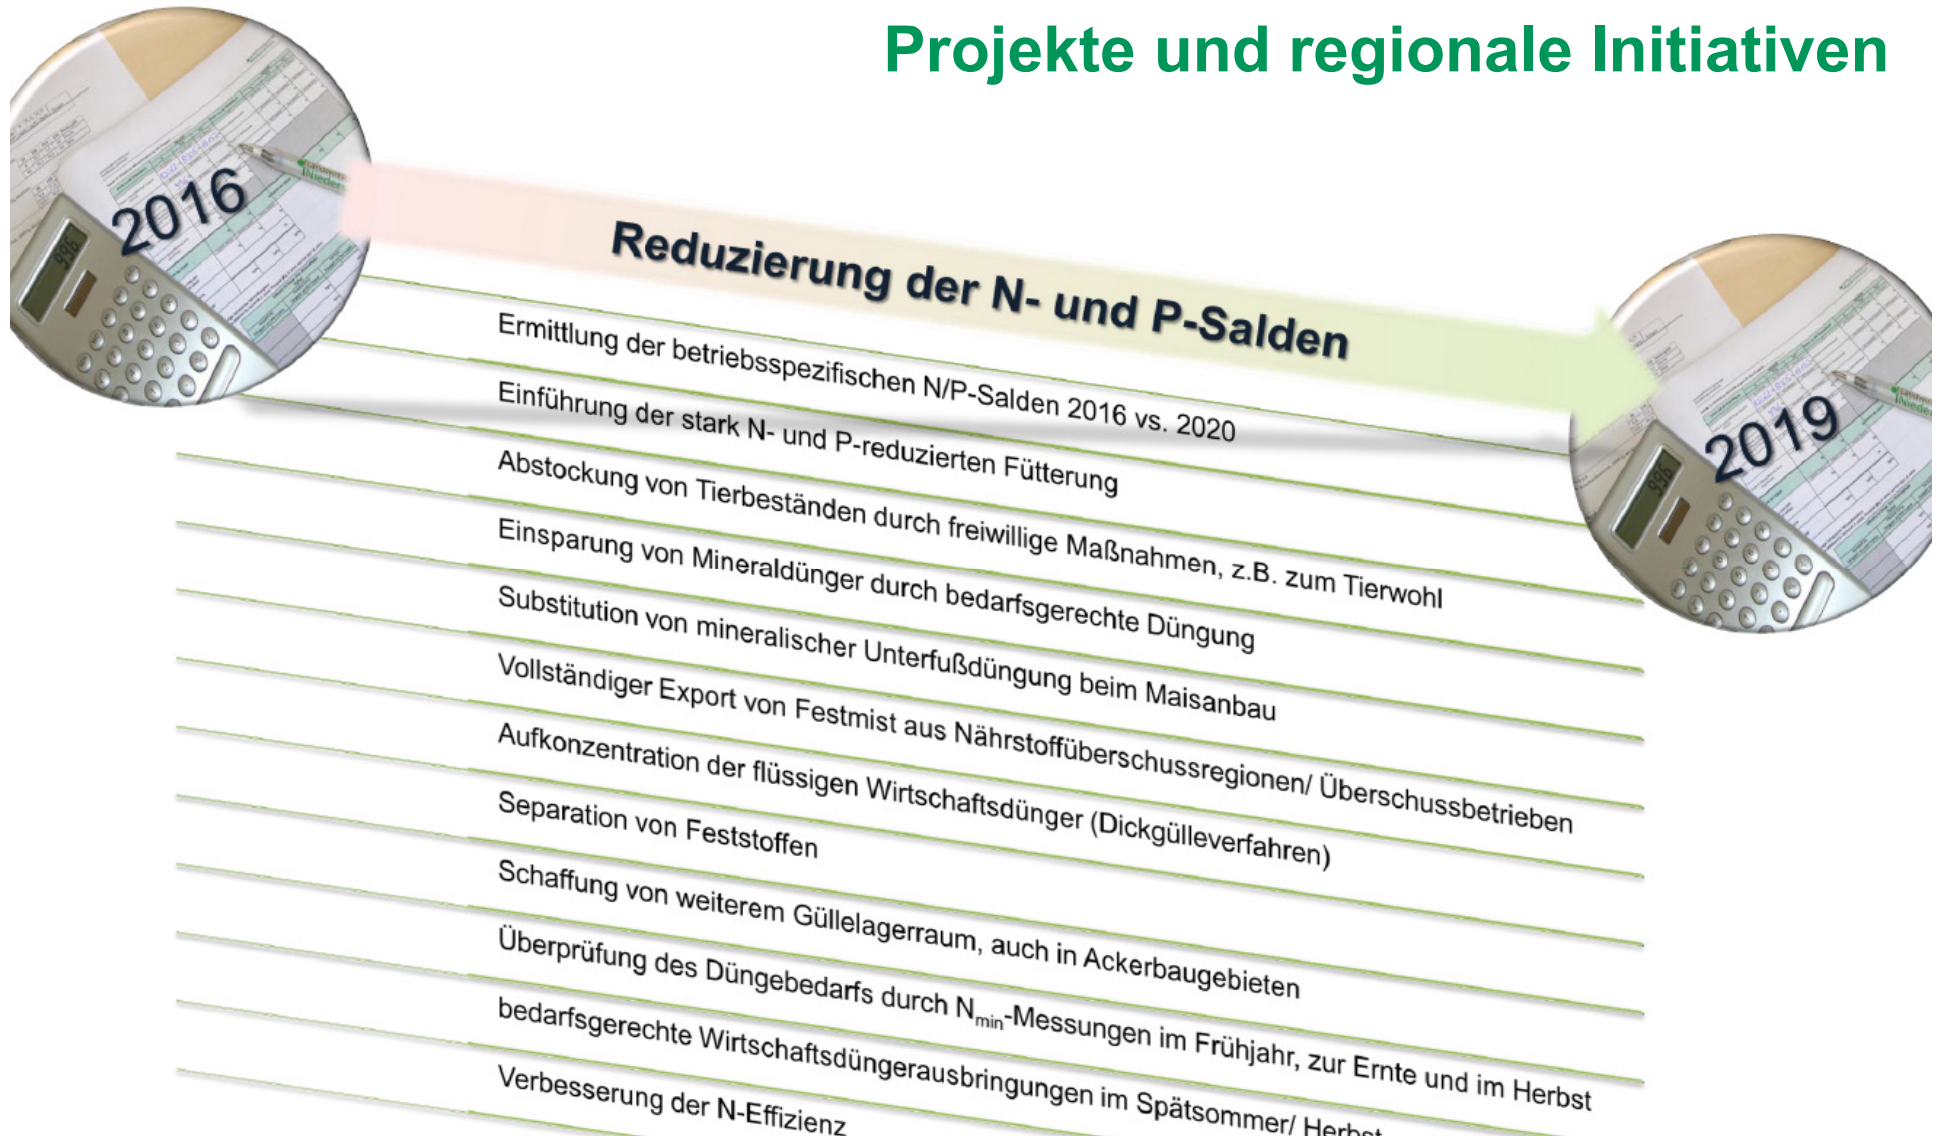 Projekte und regionale Initiativen
2016
Reduzierung der N- und P-Salden
2019
Ermittlung der betriebsspezifischen N/P-Salden 2016 vs. 2020
Einführung der stark N- und P-reduzierten Fütterung
Abstockung von Tierbeständen durch freiwillige Maßnahmen, z.B. zum Tierwohl
Einsparung von Mineraldünger durch bedarfsgerechte Düngung
Substitution von mineralischer Unterfußdüngung beim Maisanbau
Vollständiger Export von Festmist aus Nährstoffüberschussregionen/ Überschussbetrieben
Aufkonzentration der flüssigen Wirtschaftsdünger (Dickgülleverfahren)
Separation von Feststoffen
Schaffung von weiterem Güllelagerraum, auch in Ackerbaugebieten
Überprüfung des Düngebedarfs durch Nmin-Messungen im Frühjahr, zur Ernte und im Herbst
bedarfsgerechte Wirtschaftsdüngerausbringungen im Spätsommer/ Herbst
Verbesserung der N-Effizienz